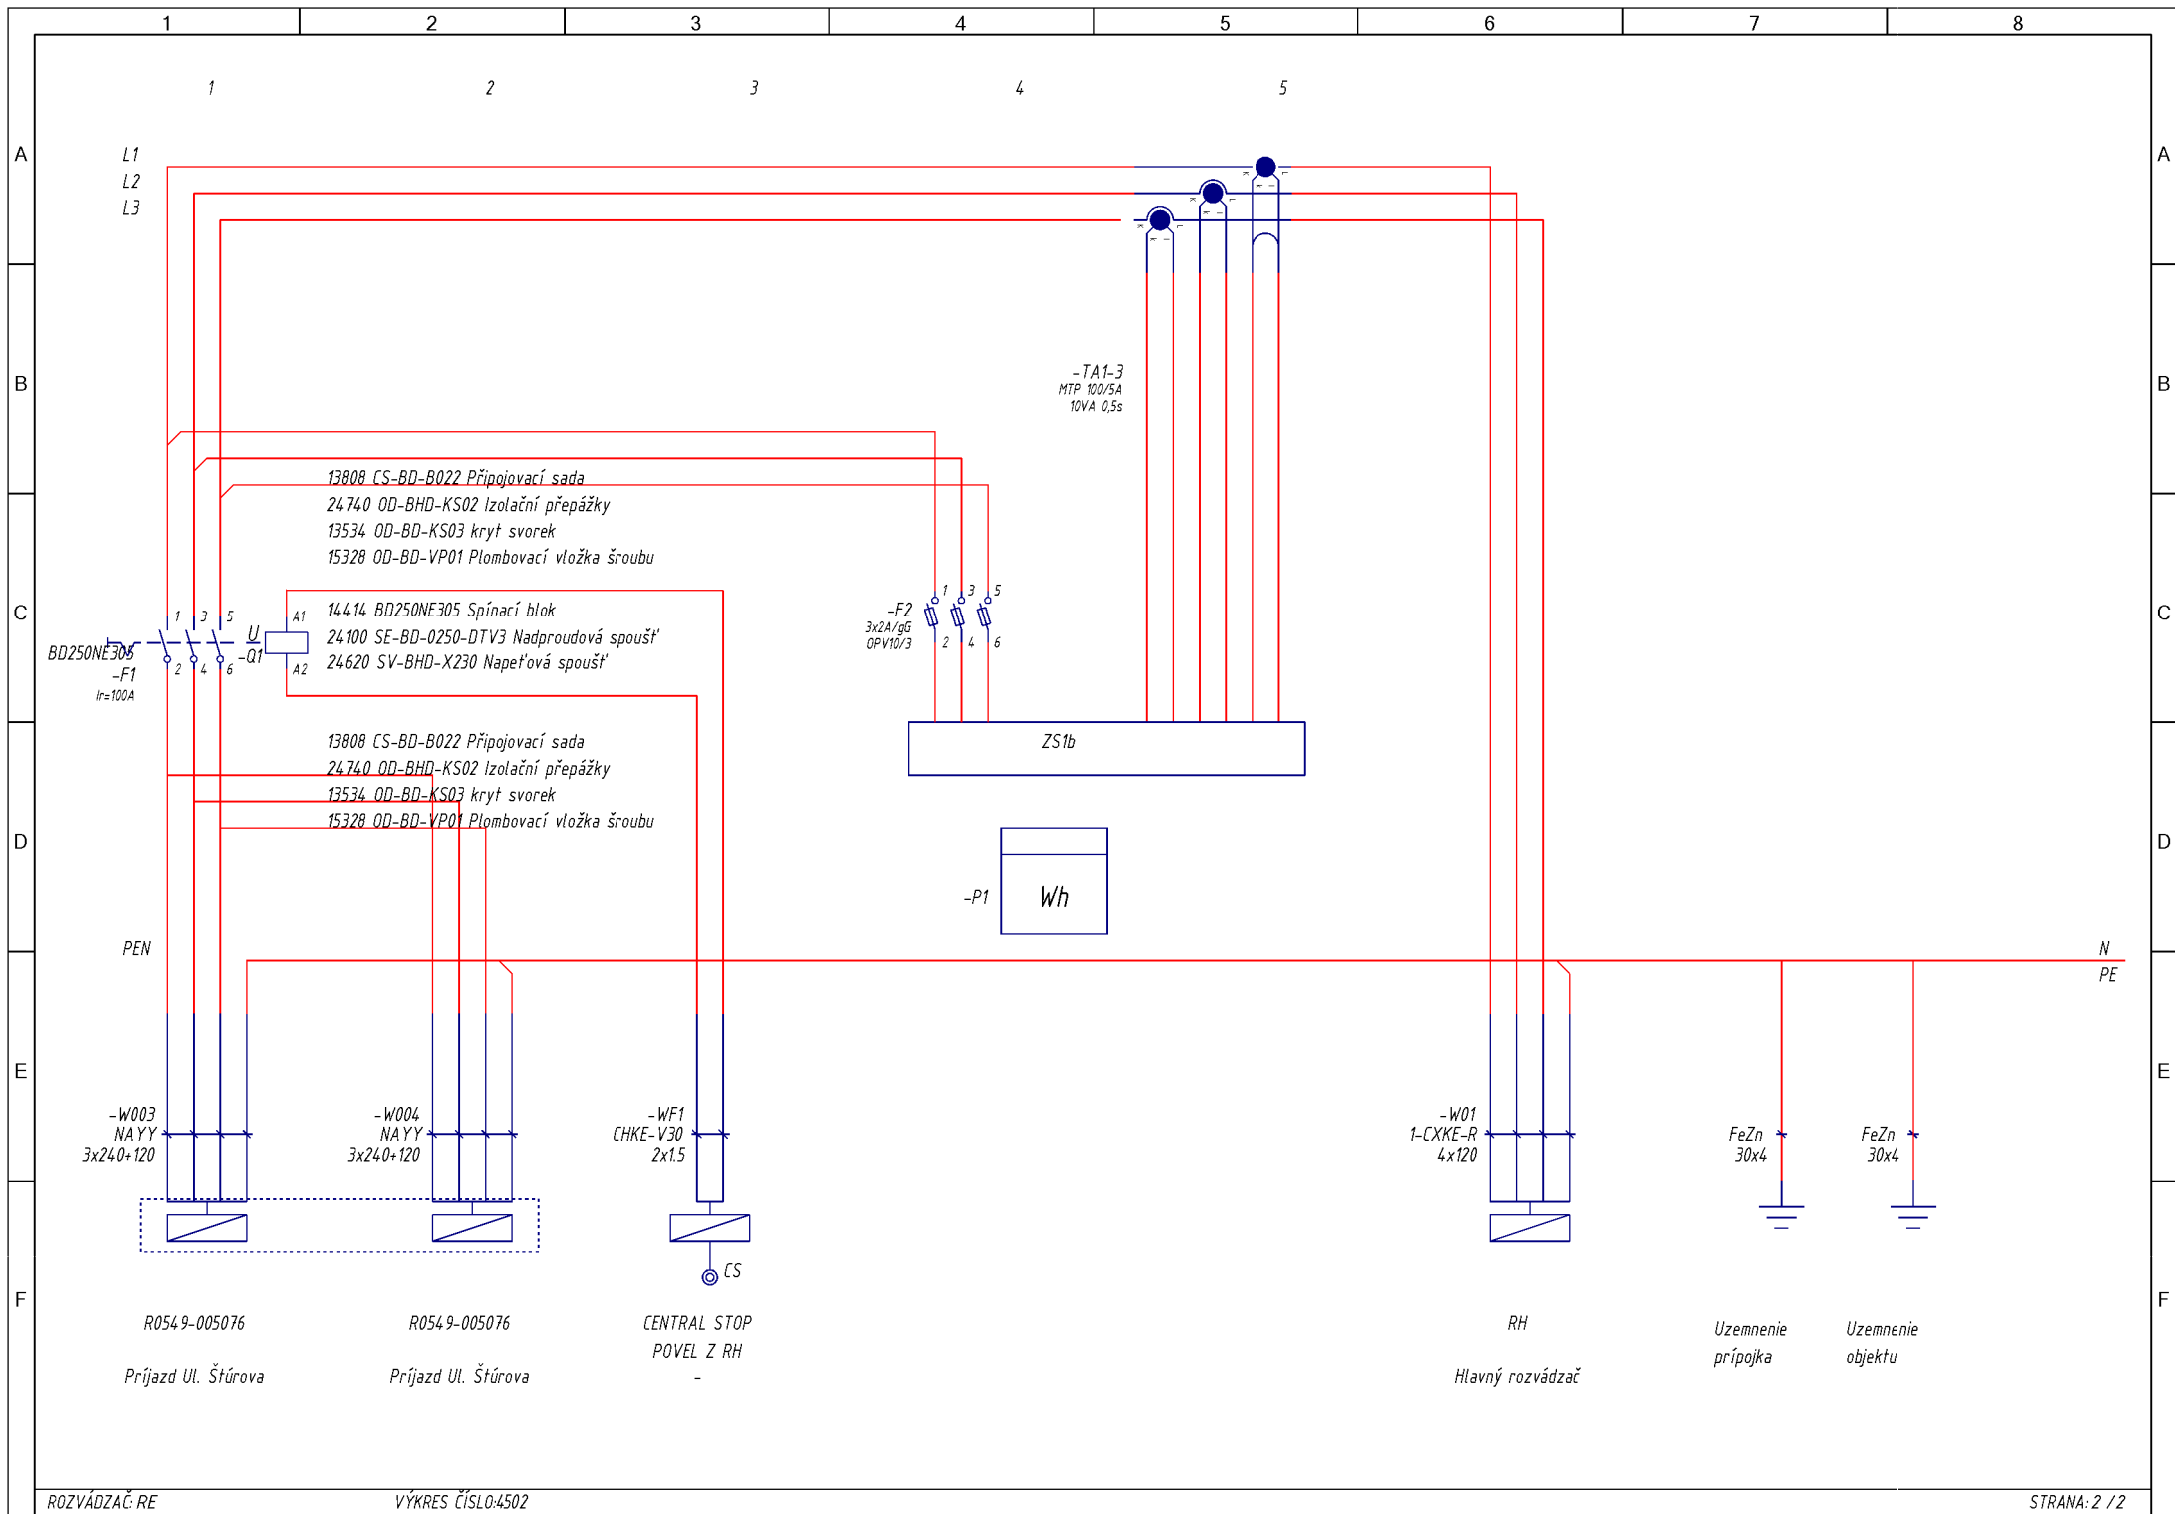 1 2 3 4 5 6 7 8
1 2 3 4 5
A A
L1
L2
L3
K L
K L
K L
K L
K L
K L
B B
-TA1-3
MTP 100/5A
10VA 0,5s
13808 CS-BD-B022 Připojovací sada
24740 OD-BHD-KS02 Izolační přepážky
13534 OD-BD-KS03 kryt svorek
15328 OD-BD-VP01 Plombovací vložka šroubu
C C
1 3 5
2 4 6
BD250NE305
-F1
Ir=100A
U
-Q1
A1
A2
14414 BD250NE305 Spínací blok
24100 SE-BD-0250-DTV3 Nadproudová spoušť
24620 SV-BHD-X230 Napeťová spoušť
-F2
3x2A/gG
OPV10/3
1 3 5
2 4 6
13808 CS-BD-B022 Připojovací sada
24740 OD-BHD-KS02 Izolační přepážky
13534 OD-BD-KS03 kryt svorek
15328 OD-BD-VP01 Plombovací vložka šroubu
ZS1b
D D
-P1
Wh
PEN
N
PE
E E
-W003
NAYY
3x240+120
-W004
NAYY
3x240+120
-WF1
CHKE-V30
2x1.5
-W01
1-CXKE-R
4x120
FeZn
30x4
FeZn
30x4
CS
F F
R0549-005076
Príjazd Ul. Štúrova
R0549-005076
Príjazd Ul. Štúrova
CENTRAL STOP
POVEL Z RH
-
RH
Hlavný rozvádzač
Uzemnenie
prípojka
Uzemnenie
objektu
ROZVÁDZAČ: RE
VÝKRES ČÍSLO:4502
STRANA: 2 / 2